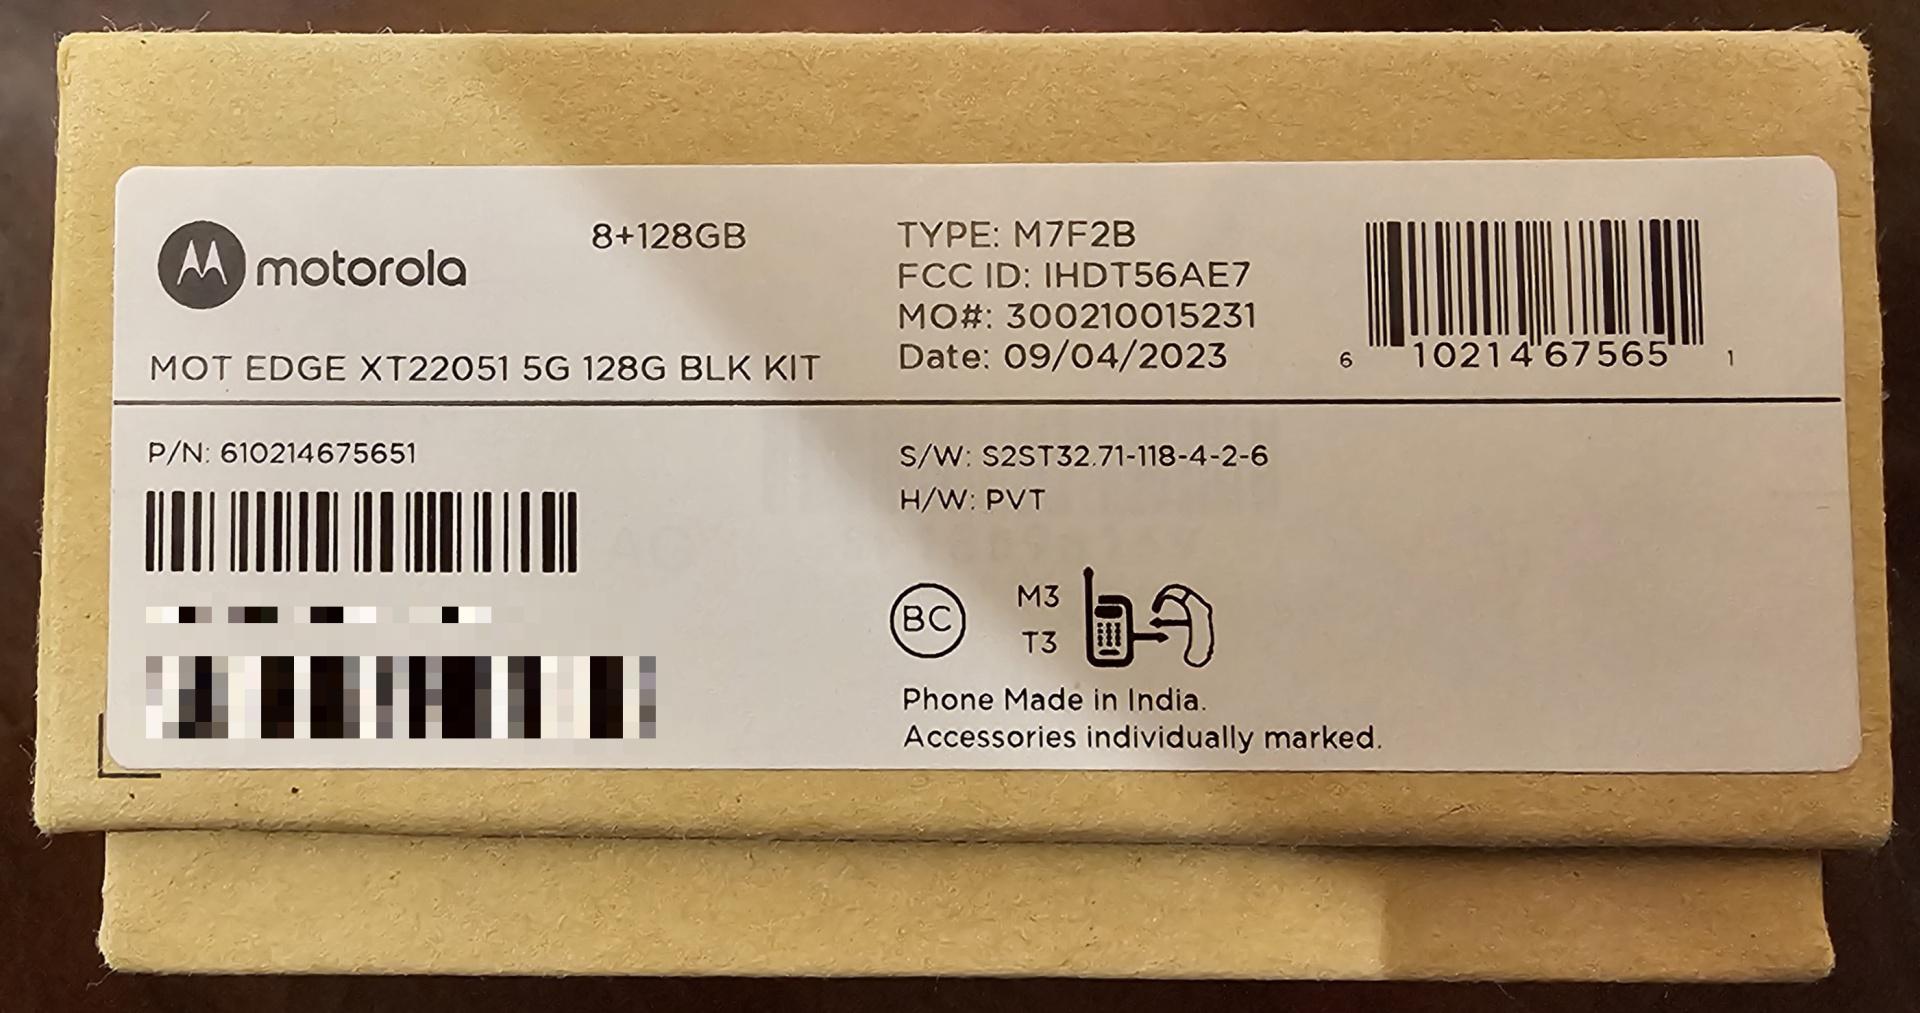 motorola
8+128GB
MOT EDGE XT22051 5G 128G BLK KIT
TYPE: M7F2B
FCC ID: IHDT56AE7
MO#: 300210015231
Date: 09/04/2023
6 10214 67565 1
P/N: 610214675651
S/W: S2ST32.71-118-4-2-6
H/W: PVT
BC
M3
T3
Phone Made in India.
Accessories individually marked.